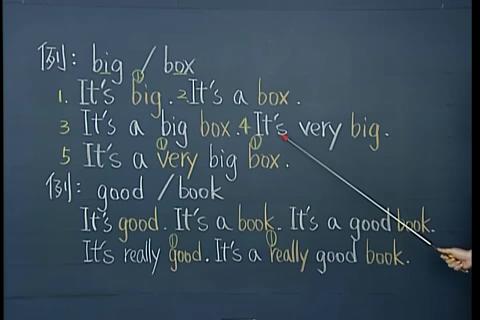 例: big / box
1. It's big. 2 It's a box.
3 It's a big box. 4 It's very big.
5 It's a very big box.
例: good / book
It's good. It's a book. It's a good book.
It's really good. It's a really good book.